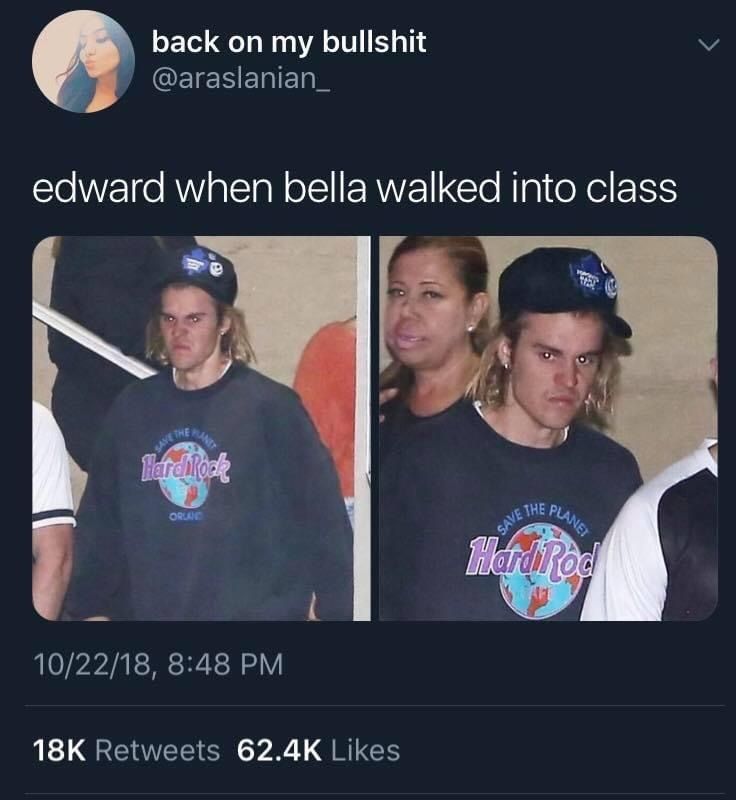 back on my bullshit
@araslanian_
edward when bella walked into class
SAVE THE PLANET
Hard Rock
SAVE THE PLANET
Hard Roc
10/22/18, 8:48 PM
18K Retweets 62.4K Likes